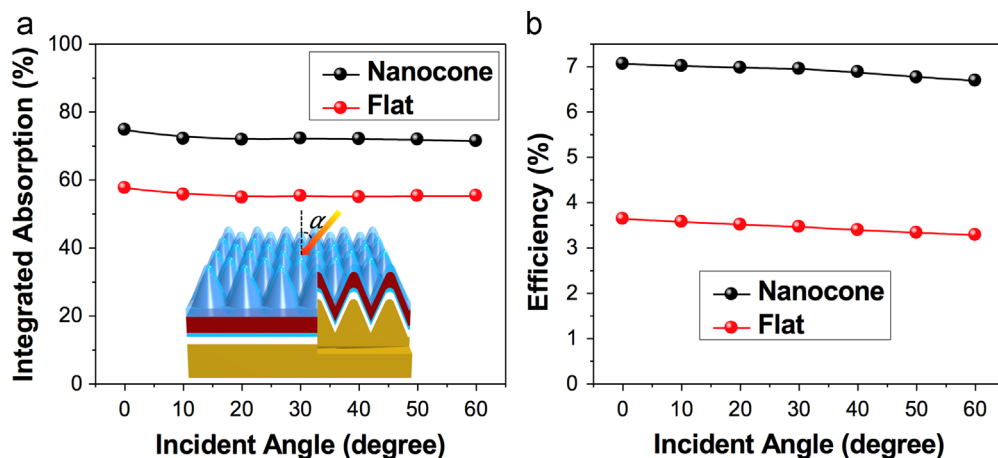 a
Integrated Absorption (%)
100
80
60
40
20
0
Nanocone
Flat
α
0 10 20 30 40 50 60
Incident Angle (degree)
b
Efficiency (%)
7
6
5
4
3
2
1
0
Nanocone
Flat
0 10 20 30 40 50 60
Incident Angle (degree)